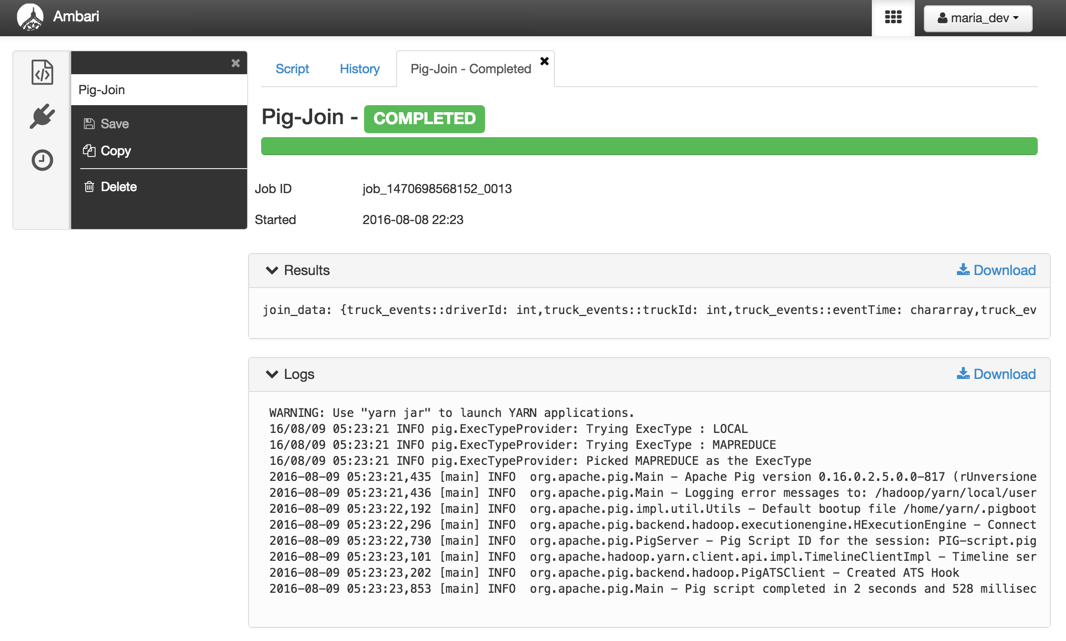 Ambari
maria_dev
Pig-Join
Save
Copy
Delete
Script History Pig-Join - Completed
Pig-Join - COMPLETED
Job ID job_1470698568152_0013
Started 2016-08-08 22:23
Results Download
join_data: {truck_events::driverId: int,truck_events::truckId: int,truck_events::eventTime: chararray,truck_ev
Logs Download
WARNING: Use "yarn jar" to launch YARN applications.
16/08/09 05:23:21 INFO pig.ExecTypeProvider: Trying ExecType : LOCAL
16/08/09 05:23:21 INFO pig.ExecTypeProvider: Trying ExecType : MAPREDUCE
16/08/09 05:23:21 INFO pig.ExecTypeProvider: Picked MAPREDUCE as the ExecType
2016-08-09 05:23:21,435 [main] INFO  org.apache.pig.Main - Apache Pig version 0.16.0.2.5.0.0-817 (rUnversione
2016-08-09 05:23:21,436 [main] INFO  org.apache.pig.Main - Logging error messages to: /hadoop/yarn/local/user
2016-08-09 05:23:22,192 [main] INFO  org.apache.pig.impl.util.Utils - Default bootup file /home/yarn/.pigboot
2016-08-09 05:23:22,296 [main] INFO  org.apache.pig.backend.hadoop.executionengine.HExecutionEngine - Connect
2016-08-09 05:23:22,730 [main] INFO  org.apache.pig.PigServer - Pig Script ID for the session: PIG-script.pig
2016-08-09 05:23:23,101 [main] INFO  org.apache.hadoop.yarn.client.api.impl.TimelineClientImpl - Timeline ser
2016-08-09 05:23:23,202 [main] INFO  org.apache.pig.backend.hadoop.PigATSClient - Created ATS Hook
2016-08-09 05:23:23,853 [main] INFO  org.apache.pig.Main - Pig script completed in 2 seconds and 528 millisec